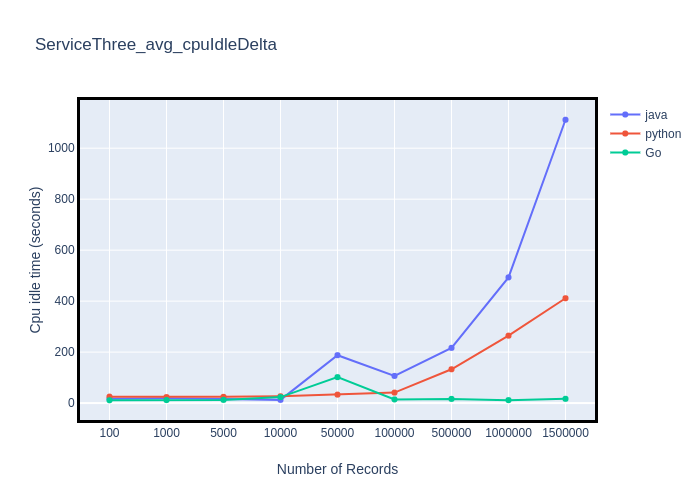 ServiceThree_avg_cpuIdleDelta
java
python
Go
Cpu idle time (seconds)
1000
800
600
400
200
0
100 1000 5000 10000 50000 100000 500000 1000000 1500000
Number of Records